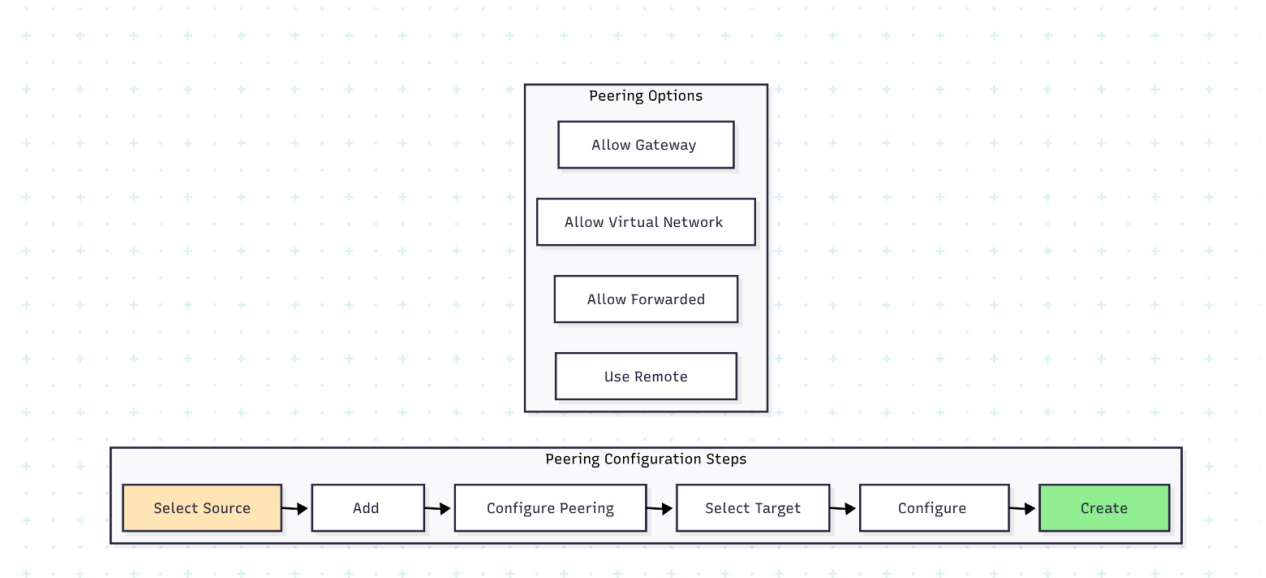 Peering Options
Allow Gateway
Allow Virtual Network
Allow Forwarded
Use Remote
Peering Configuration Steps
Select Source
Add
Configure Peering
Select Target
Configure
Create